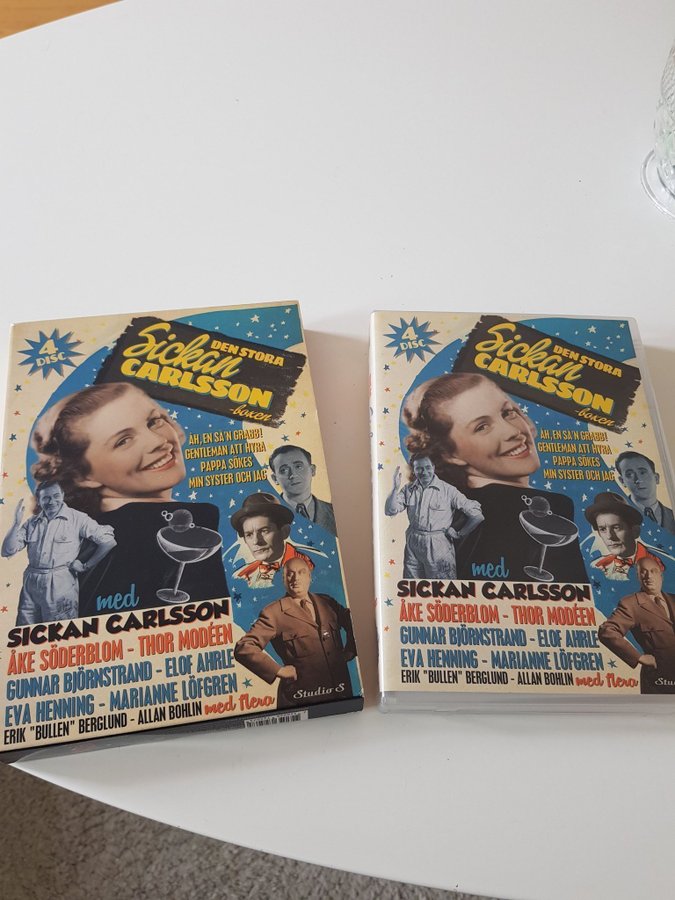 4 DISC
DEN STORA
Sickan
CARLSSON
-boxen
ÅH, EN SÅ'N GRABB!
GENTLEMAN ATT HYRA
PAPPA SÖKES
MIN SYSTER OCH JAG
med
SICKAN CARLSSON
ÅKE SÖDERBLOM - THOR MODÉEN
GUNNAR BJÖRNSTRAND - ELOF AHRLE
EVA HENNING - MARIANNE LÖFGREN
ERIK "BULLEN" BERGLUND - ALLAN BOHLIN med flera
Studio S
4 DISC
DEN STORA
Sickan
CARLSSON
-boxen
ÅH, EN SÅ'N GRABB!
GENTLEMAN ATT HYRA
PAPPA SÖKES
MIN SYSTER OCH JAG
med
SICKAN CARLSSON
ÅKE SÖDERBLOM - THOR MODÉEN
GUNNAR BJÖRNSTRAND - ELOF AHRLE
EVA HENNING - MARIANNE LÖFGREN
ERIK "BULLEN" BERGLUND - ALLAN BOHLIN med flera